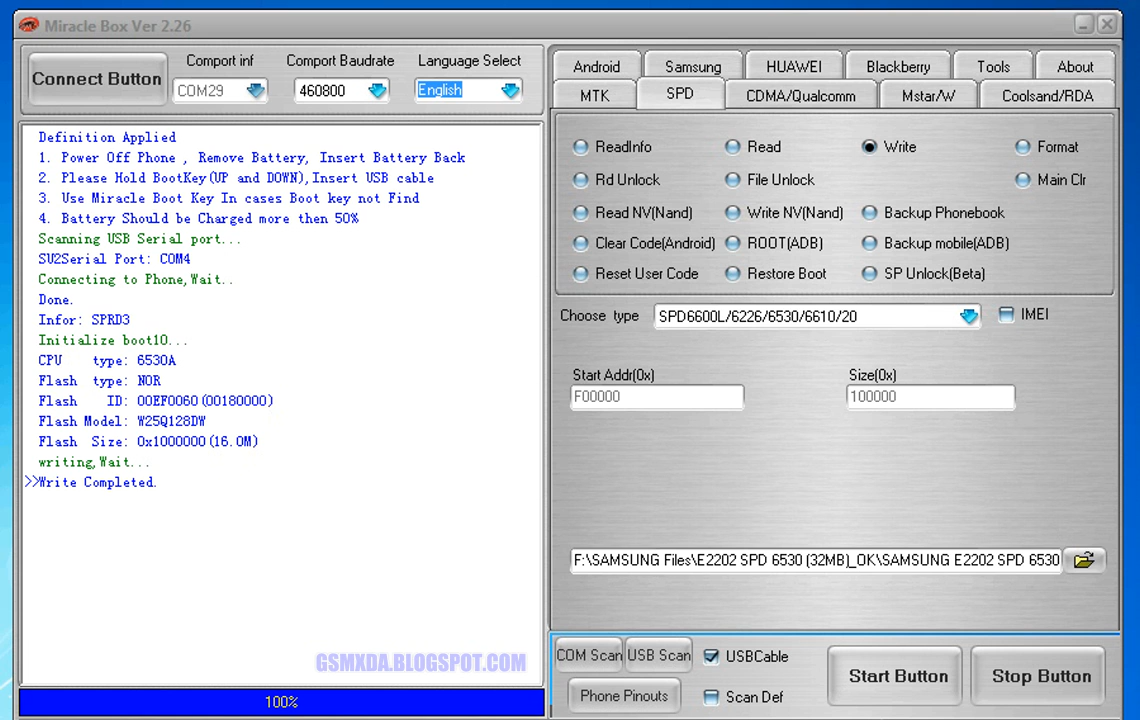 Miracle Box Ver 2.26
Connect Button
Comport inf
COM29
Comport Baudrate
460800
Language Select
English
Definition Applied
1. Power Off Phone , Remove Battery, Insert Battery Back
2. Please Hold BootKey(UP and DOWN),Insert USB cable
3. Use Miracle Boot Key In cases Boot key not Find
4. Battery Should be Charged more then 50%
Scanning USB Serial port...
SU2Serial Port: COM4
Connecting to Phone,Wait..
Done.
Infor: SPRD3
Initialize boot10...
CPU type: 6530A
Flash type: NOR
Flash ID: 00EF0060(00180000)
Flash Model: W25Q128DW
Flash Size: 0x1000000(16.0M)
writing,Wait...
>>Write Completed.
GSMXDA.BLOGSPOT.COM
100%
Android Samsung HUAWEI Blackberry Tools About
MTK SPD CDMA/Qualcomm Mstar/W Coolsand/RDA
ReadInfo Read Write Format
Rd Unlock File Unlock Main Clr
Read NV(Nand) Write NV(Nand) Backup Phonebook
Clear Code(Android) ROOT(ADB) Backup mobile(ADB)
Reset User Code Restore Boot SP Unlock(Beta)
Choose type SPD6600L/6226/6530/6610/20 IMEI
Start Addr(0x) Size(0x)
F00000 100000
F:\SAMSUNG Files\E2202 SPD 6530 (32MB)_OK\SAMSUNG E2202 SPD 6530
COM Scan USB Scan USBCable
Phone Pinouts Scan Def
Start Button Stop Button